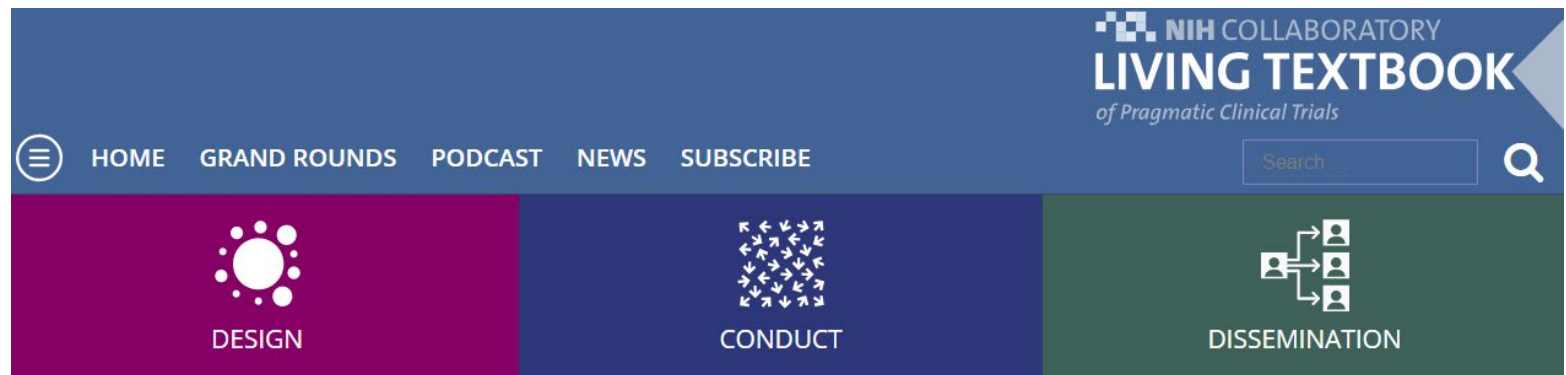 NIH COLLABORATORY
LIVING TEXTBOOK
of Pragmatic Clinical Trials
HOME GRAND ROUNDS PODCAST NEWS SUBSCRIBE Search ...
DESIGN CONDUCT DISSEMINATION